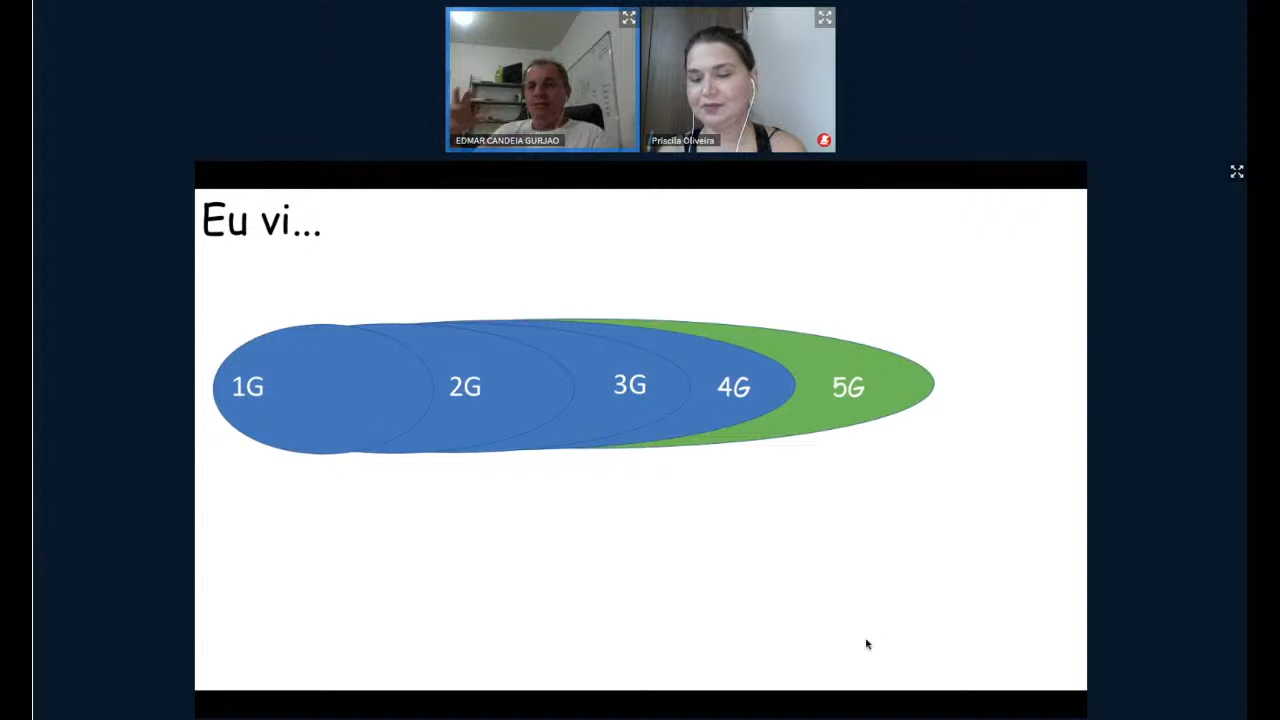 EDMAR CANDEIA GURJAO
Priscila Oliveira
Eu vi...
1G
2G
3G
4G
5G